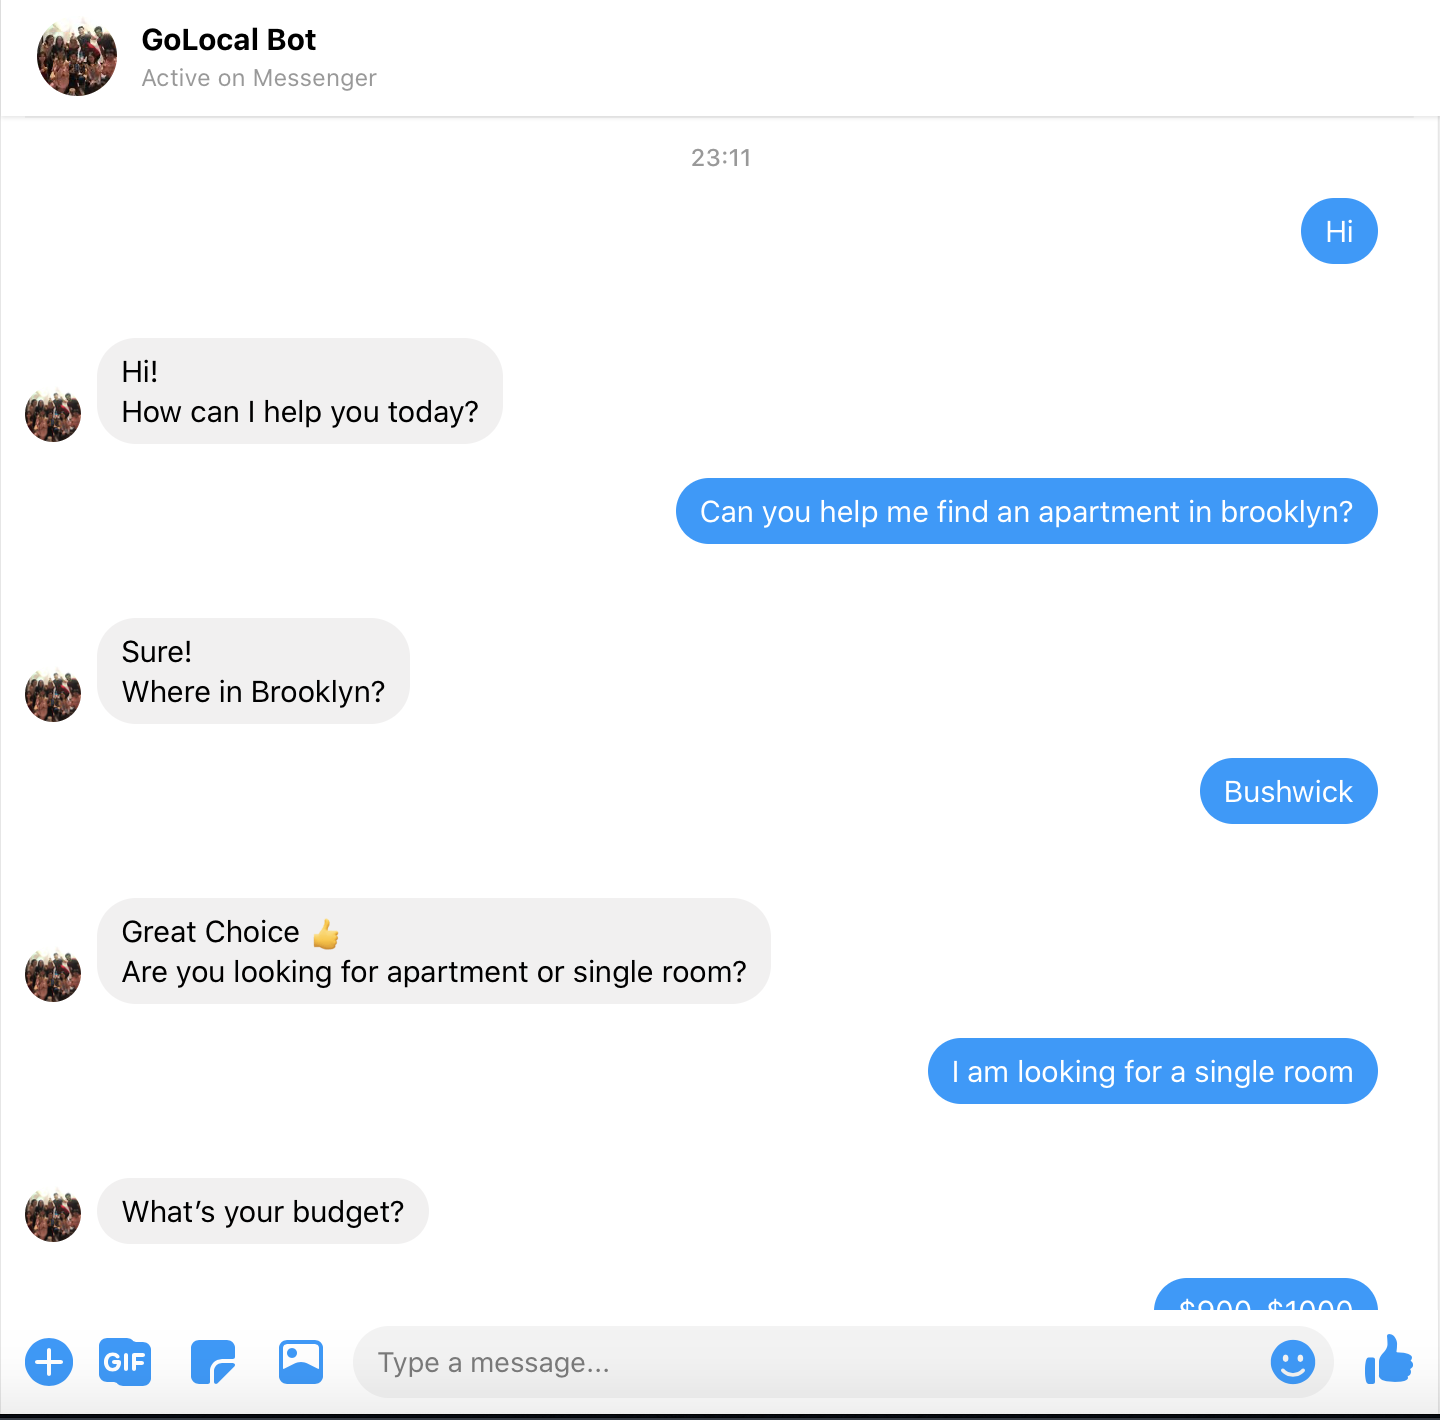 GoLocal Bot
Active on Messenger
23:11
Hi
Hi!
How can I help you today?
Can you help me find an apartment in brooklyn?
Sure!
Where in Brooklyn?
Bushwick
Great Choice 👍
Are you looking for apartment or single room?
I am looking for a single room
What’s your budget?
$900-$1000
GIF
Type a message...